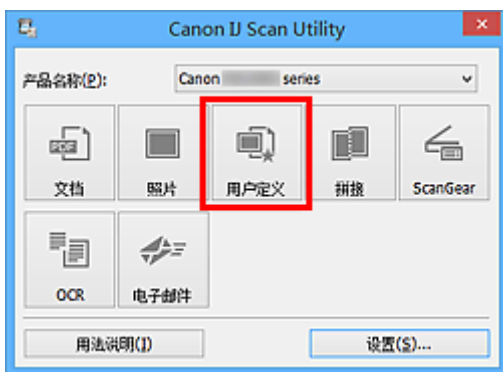 Canon IJ Scan Utility
产品名称(P): Canon series
文档 照片 用户定义 拼接 ScanGear
OCR 电子邮件
用法说明(I) 设置(S)...